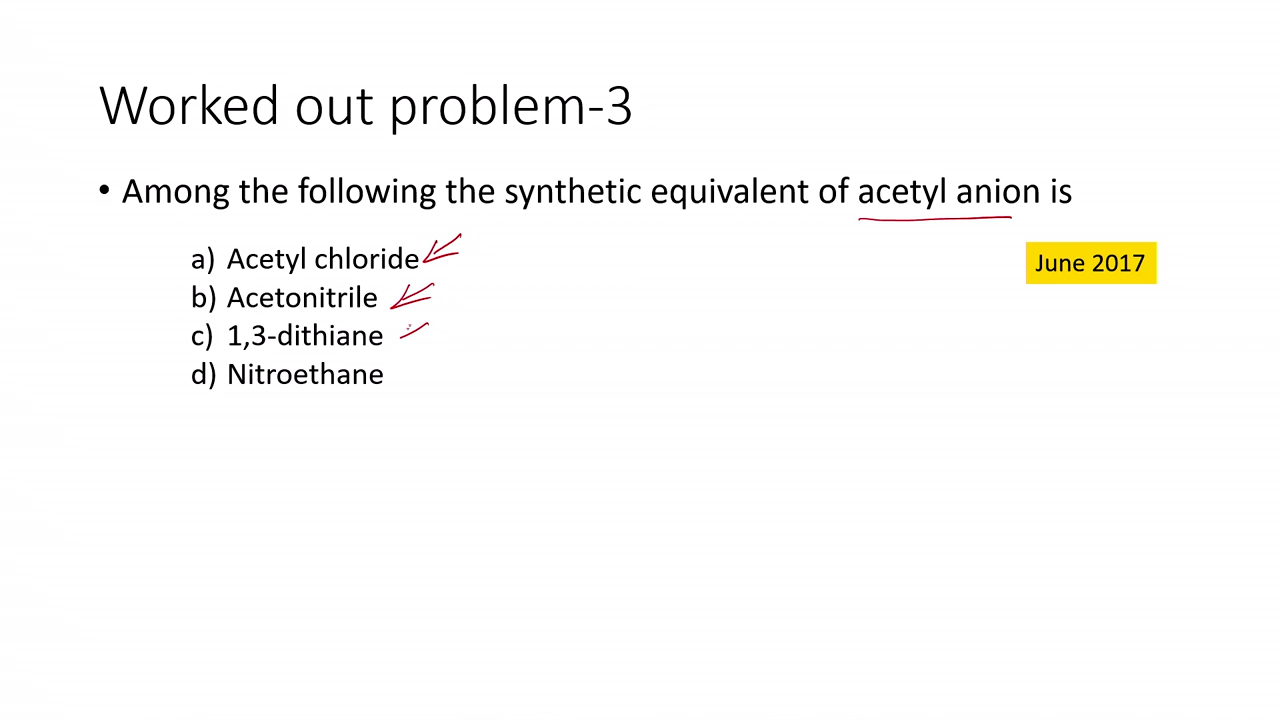 Worked out problem-3
• Among the following the synthetic equivalent of acetyl anion is
a) Acetyl chloride
June 2017
b) Acetonitrile
c) 1,3-dithiane
d) Nitroethane